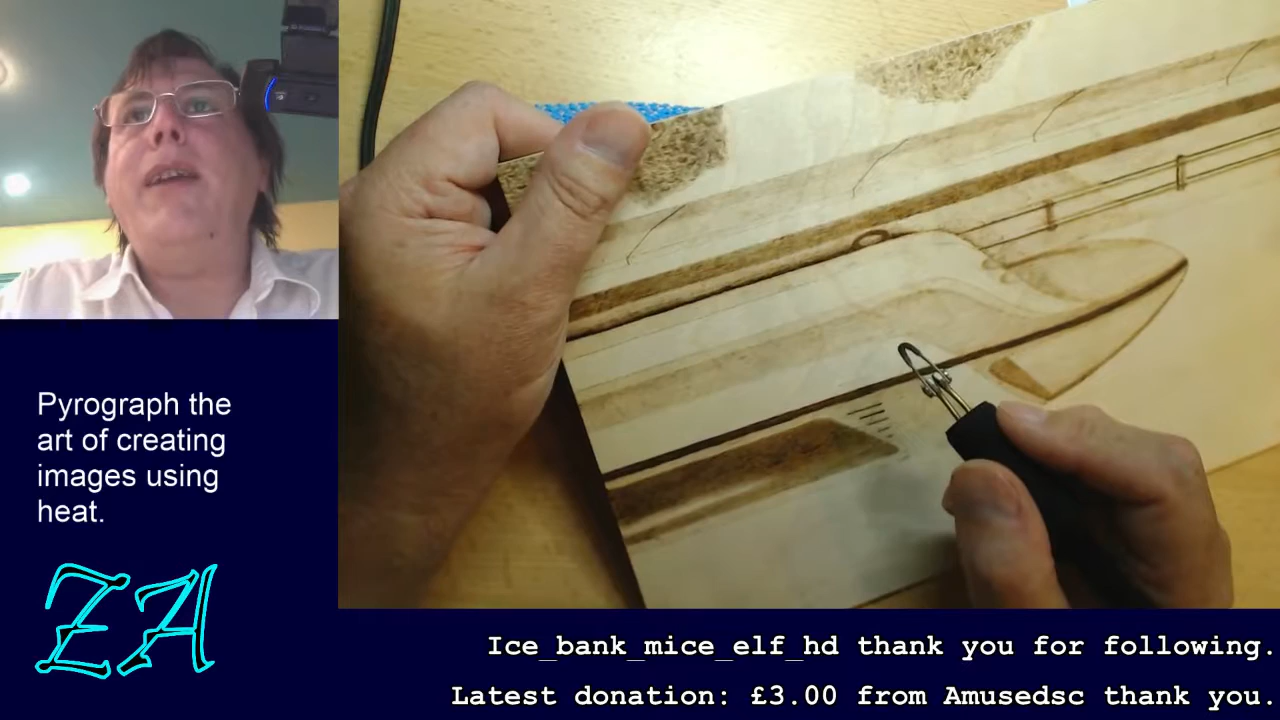 Pyrograph the
art of creating
images using
heat.
ZA
Ice_bank_mice_elf_hd thank you for following.
Latest donation: £3.00 from Amusedsc thank you.